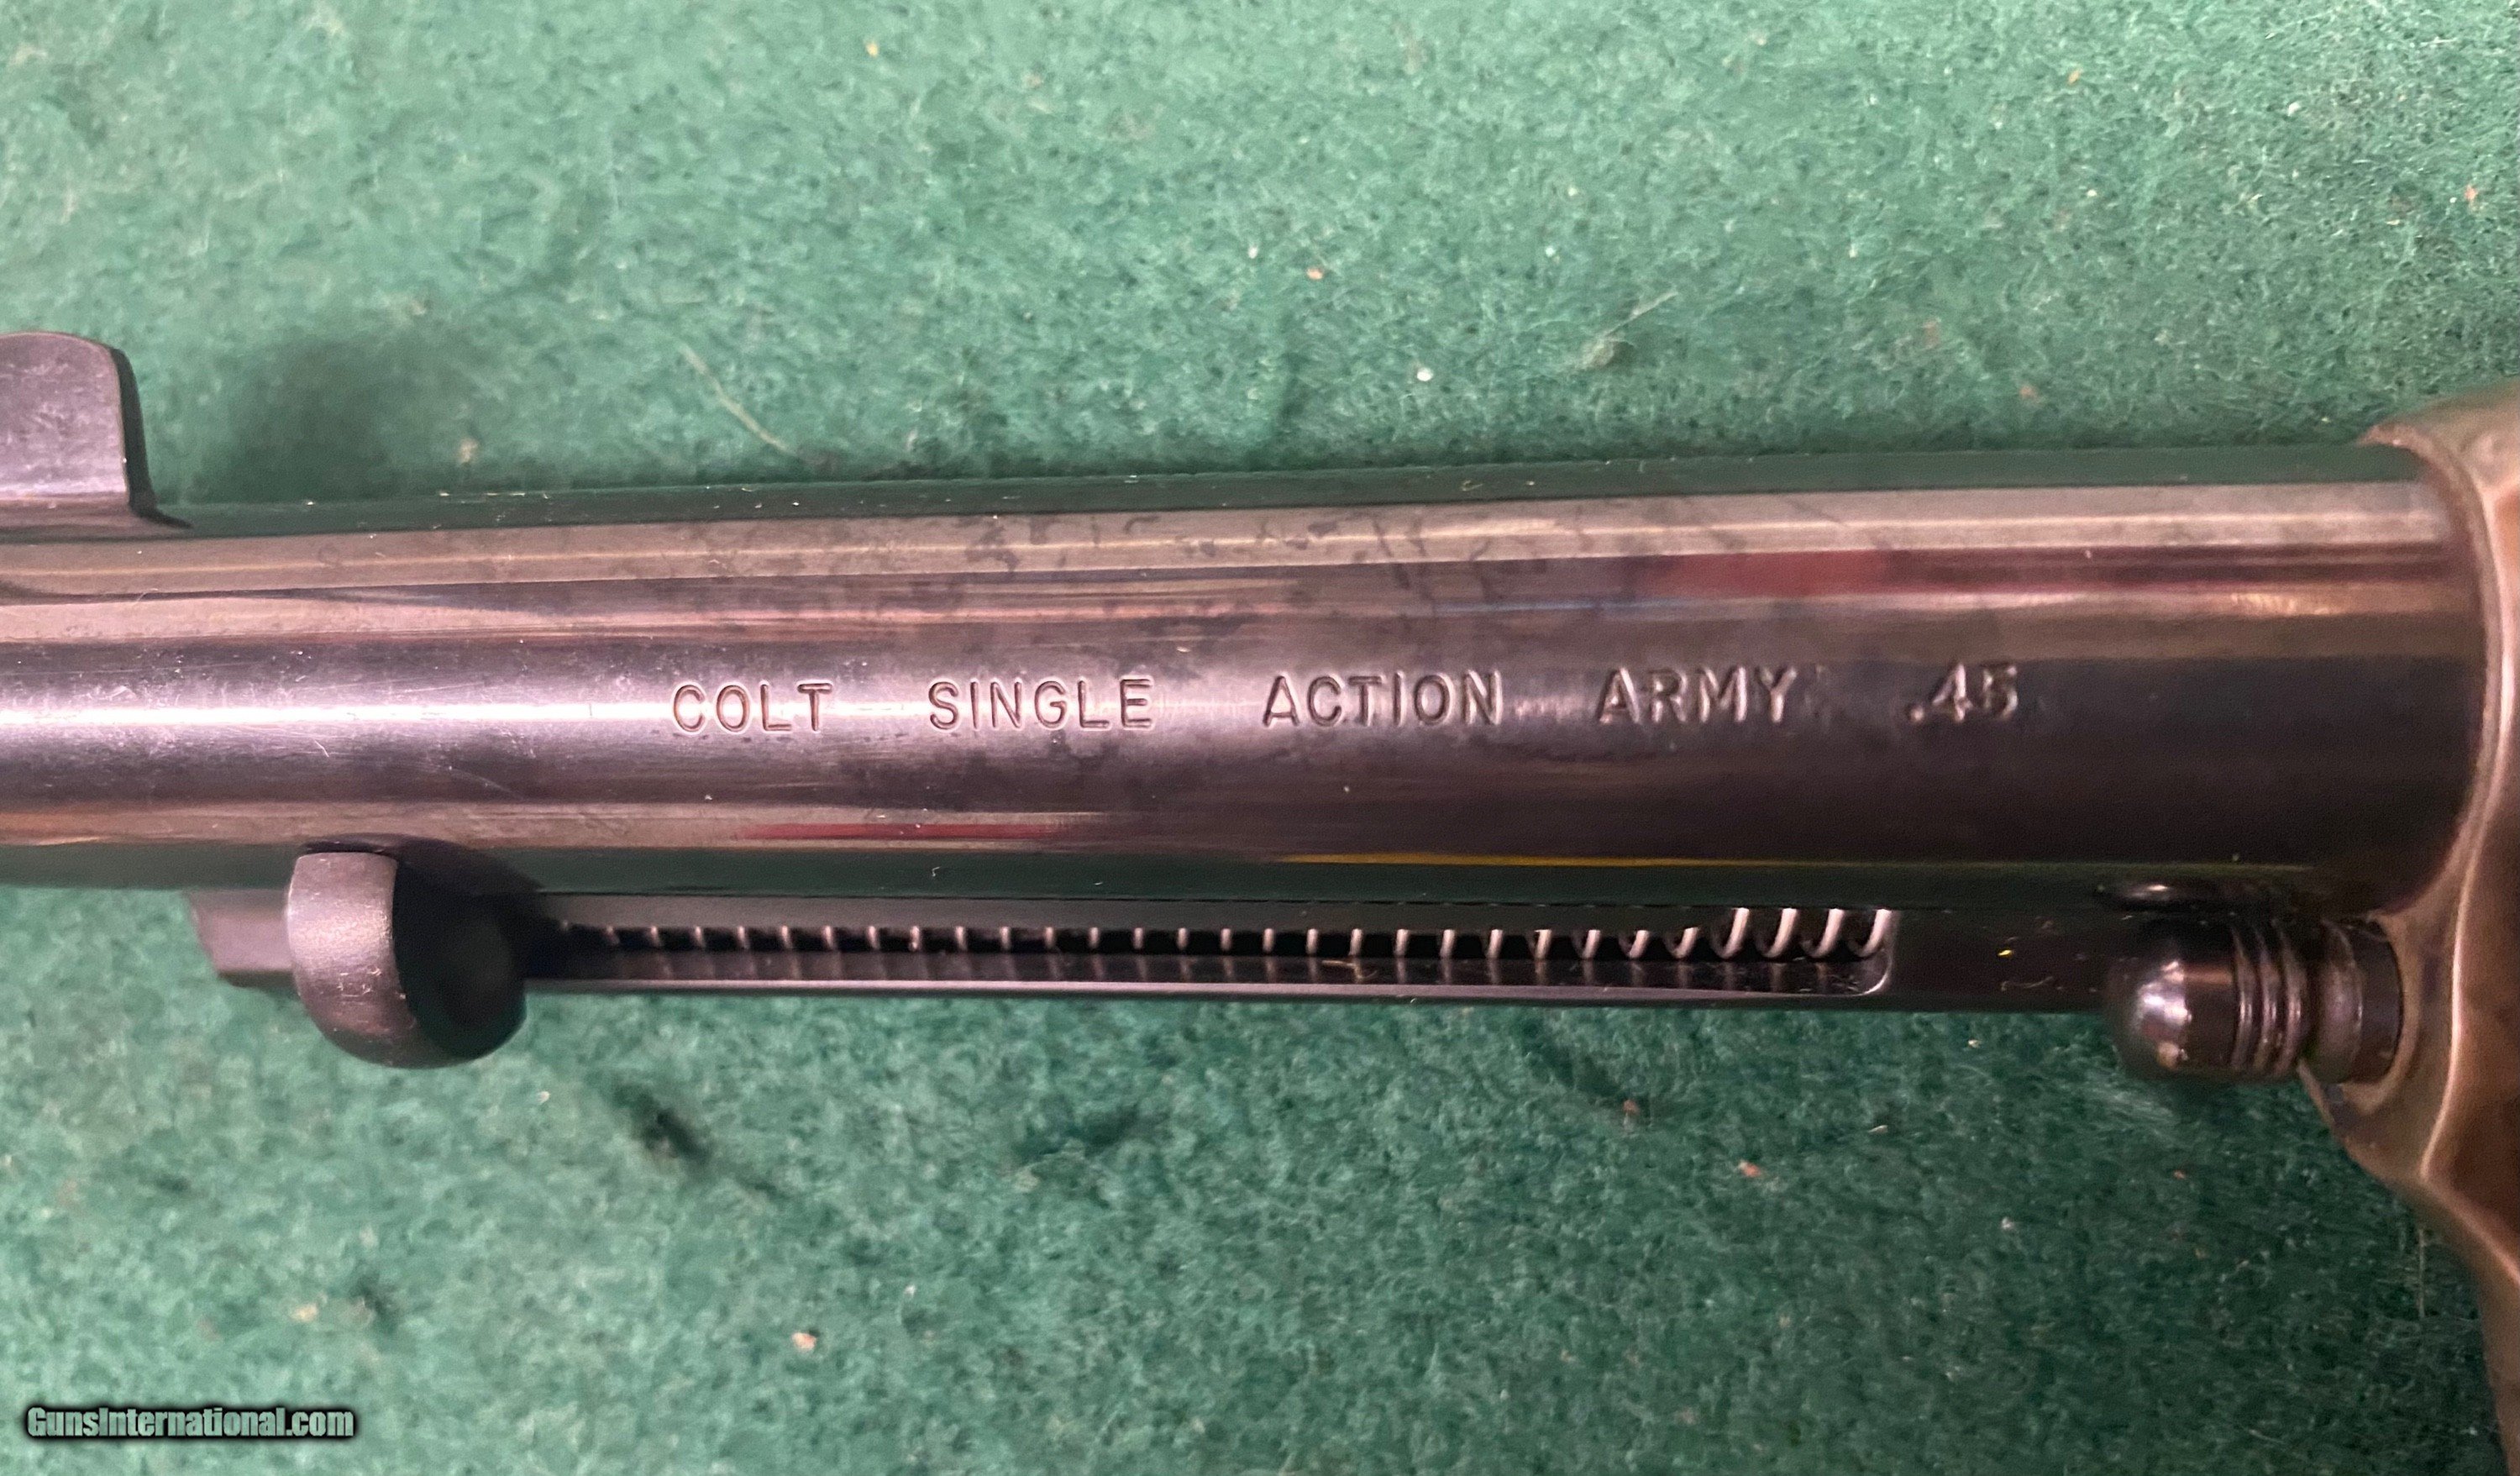 COLT SINGLE ACTION ARMY .45
GunsInternational.com